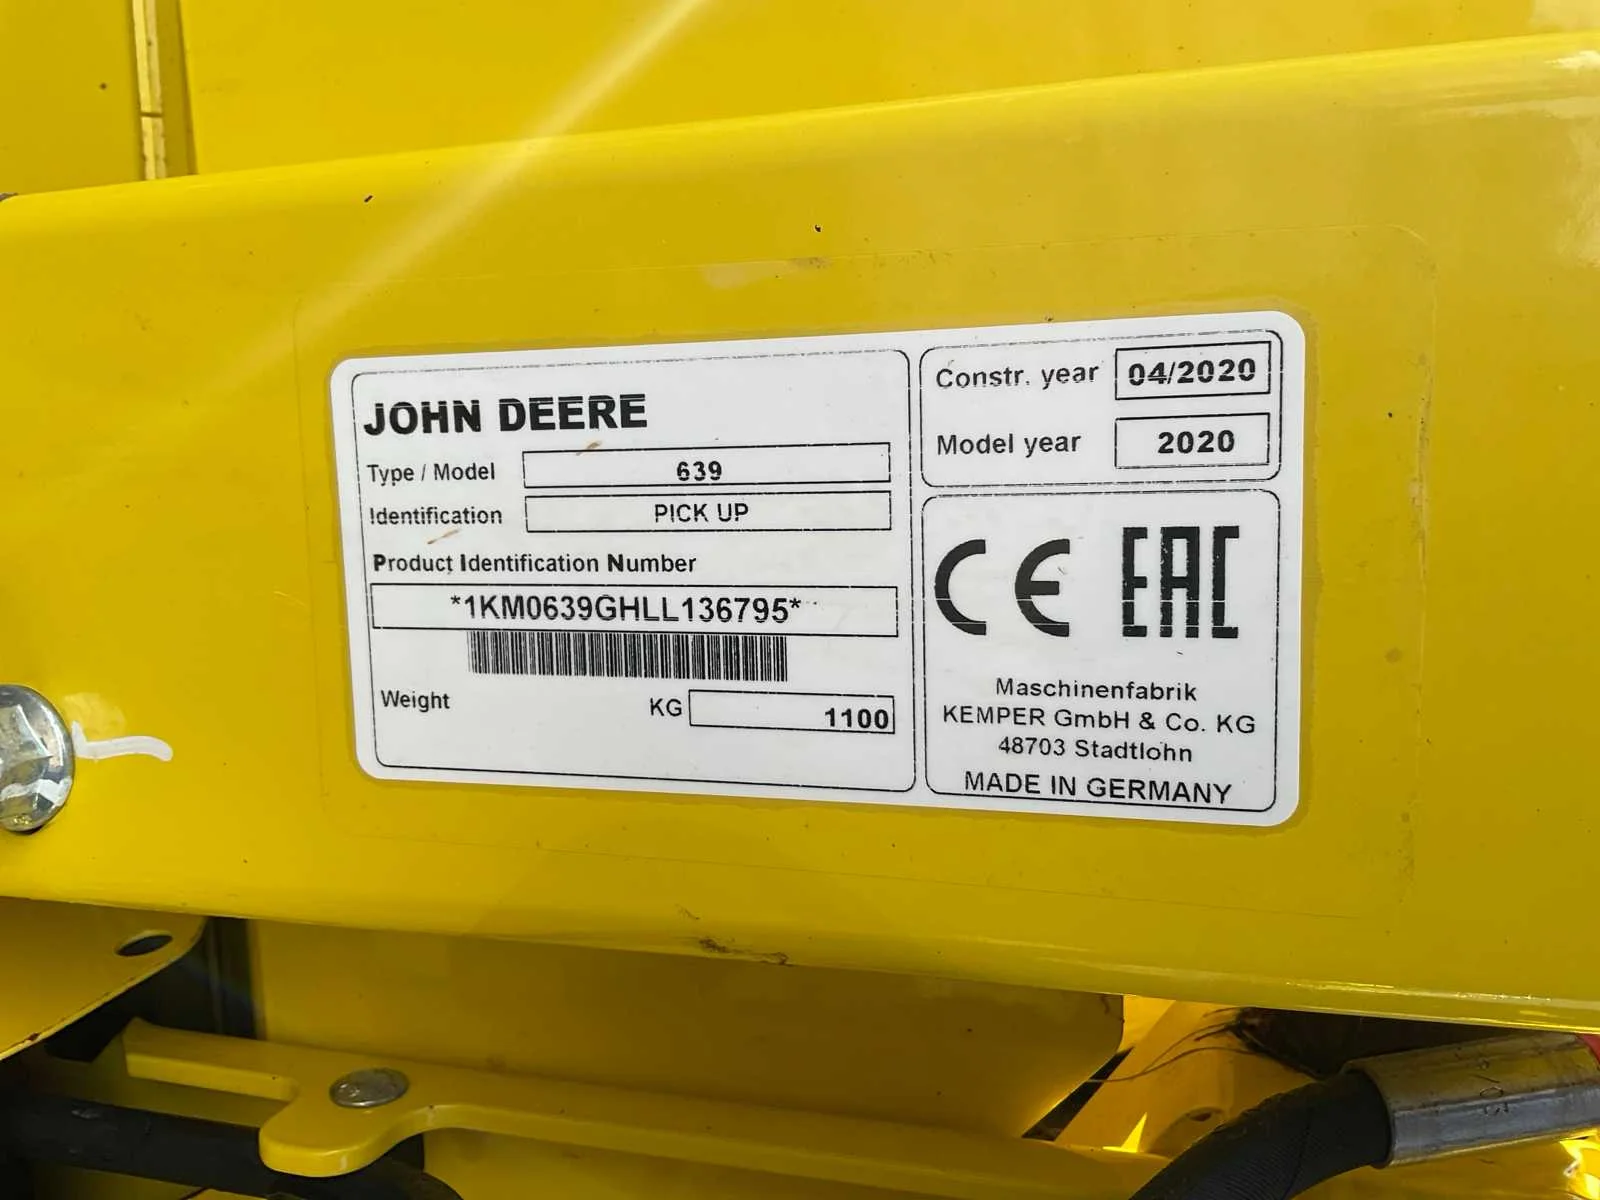 JOHN DEERE
Type / Model 639
Identification PICK UP
Product Identification Number
*1KM0639GHLL136795*
Weight KG 1100
Constr. year 04/2020
Model year 2020
CE EAC
Maschinenfabrik
KEMPER GmbH & Co. KG
48703 Stadtlohn
MADE IN GERMANY